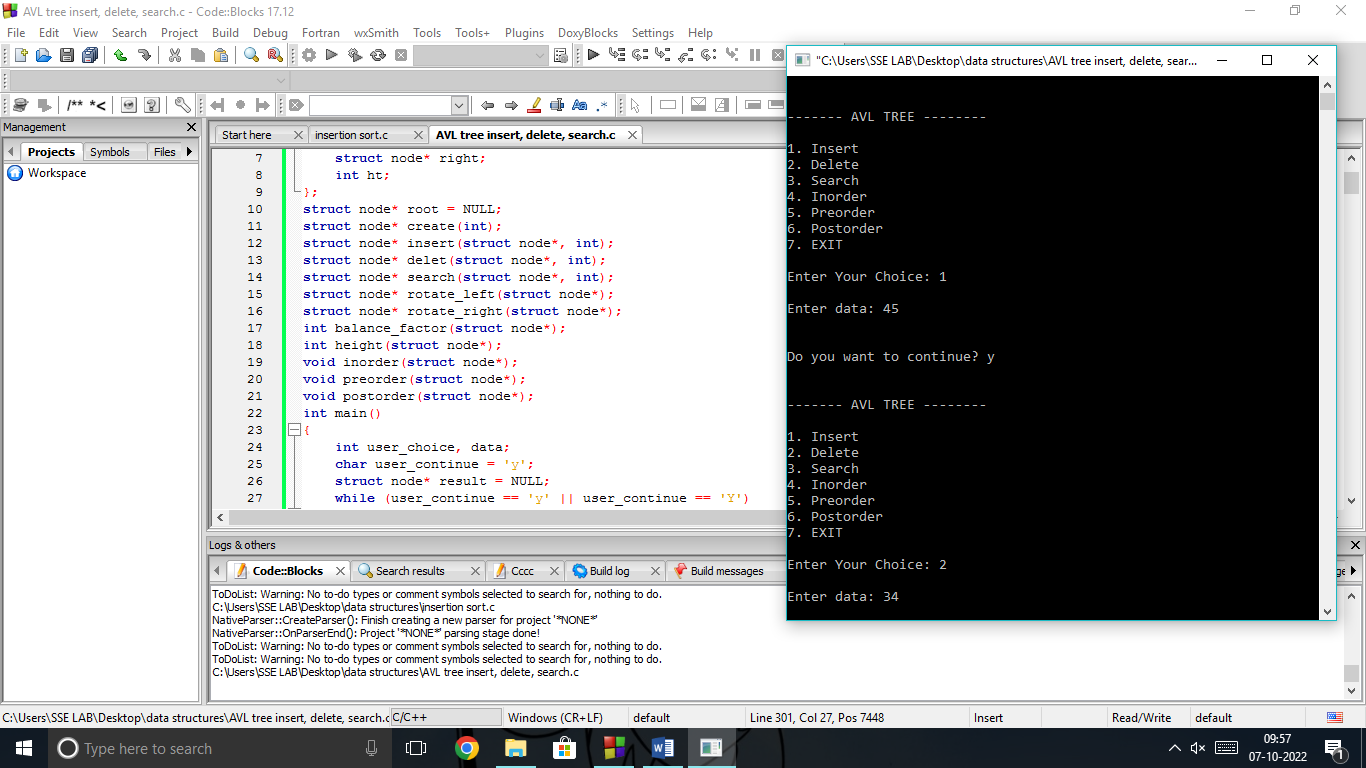 AVL tree insert, delete, search.c - Code::Blocks 17.12
File Edit View Search Project Build Debug Fortran wxSmith Tools Tools+ Plugins DoxyBlocks Settings Help
/** *<
Aa .*
Management
Projects Symbols Files
Workspace
Start here insertion sort.c AVL tree insert, delete, search.c
7 struct node* right;
8 int ht;
9 };
10 struct node* root = NULL;
11 struct node* create(int);
12 struct node* insert(struct node*, int);
13 struct node* delet(struct node*, int);
14 struct node* search(struct node*, int);
15 struct node* rotate_left(struct node*);
16 struct node* rotate_right(struct node*);
17 int balance_factor(struct node*);
18 int height(struct node*);
19 void inorder(struct node*);
20 void preorder(struct node*);
21 void postorder(struct node*);
22 int main()
23 {
24 int user_choice, data;
25 char user_continue = 'y';
26 struct node* result = NULL;
27 while (user_continue == 'y' || user_continue == 'Y')
Logs & others
Code::Blocks Search results Cccc Build log Build messages
ToDoList: Warning: No to-do types or comment symbols selected to search for, nothing to do.
C:\Users\SSE LAB\Desktop\data structures\insertion sort.c
NativeParser::CreateParser(): Finish creating a new parser for project '*NONE*'
NativeParser::OnParserEnd(): Project '*NONE*' parsing stage done!
ToDoList: Warning: No to-do types or comment symbols selected to search for, nothing to do.
ToDoList: Warning: No to-do types or comment symbols selected to search for, nothing to do.
C:\Users\SSE LAB\Desktop\data structures\AVL tree insert, delete, search.c
"C:\Users\SSE LAB\Desktop\data structures\AVL tree insert, delete, sear...
------- AVL TREE --------
1. Insert
2. Delete
3. Search
4. Inorder
5. Preorder
6. Postorder
7. EXIT
Enter Your Choice: 1
Enter data: 45
Do you want to continue? y
------- AVL TREE --------
1. Insert
2. Delete
3. Search
4. Inorder
5. Preorder
6. Postorder
7. EXIT
Enter Your Choice: 2
Enter data: 34
C:\Users\SSE LAB\Desktop\data structures\AVL tree insert, delete, search.c C/C++ Windows (CR+LF) default Line 301, Col 27, Pos 7448 Insert Read/Write default
Type here to search
09:57
07-10-2022
1